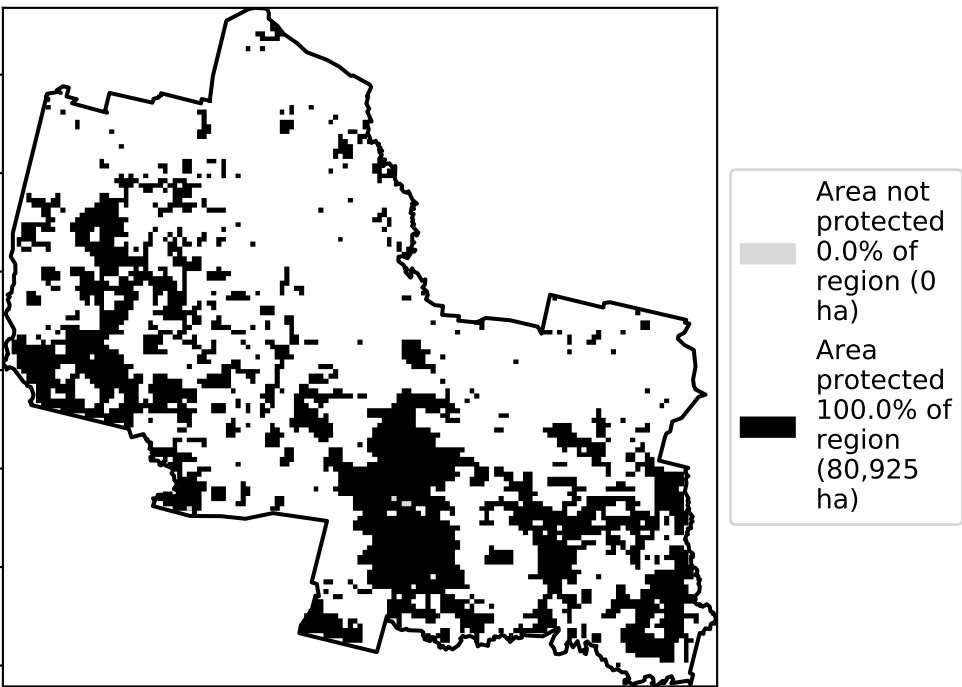 Area not
protected
0.0% of
region (0
ha)
Area
protected
100.0% of
region
(80,925
ha)